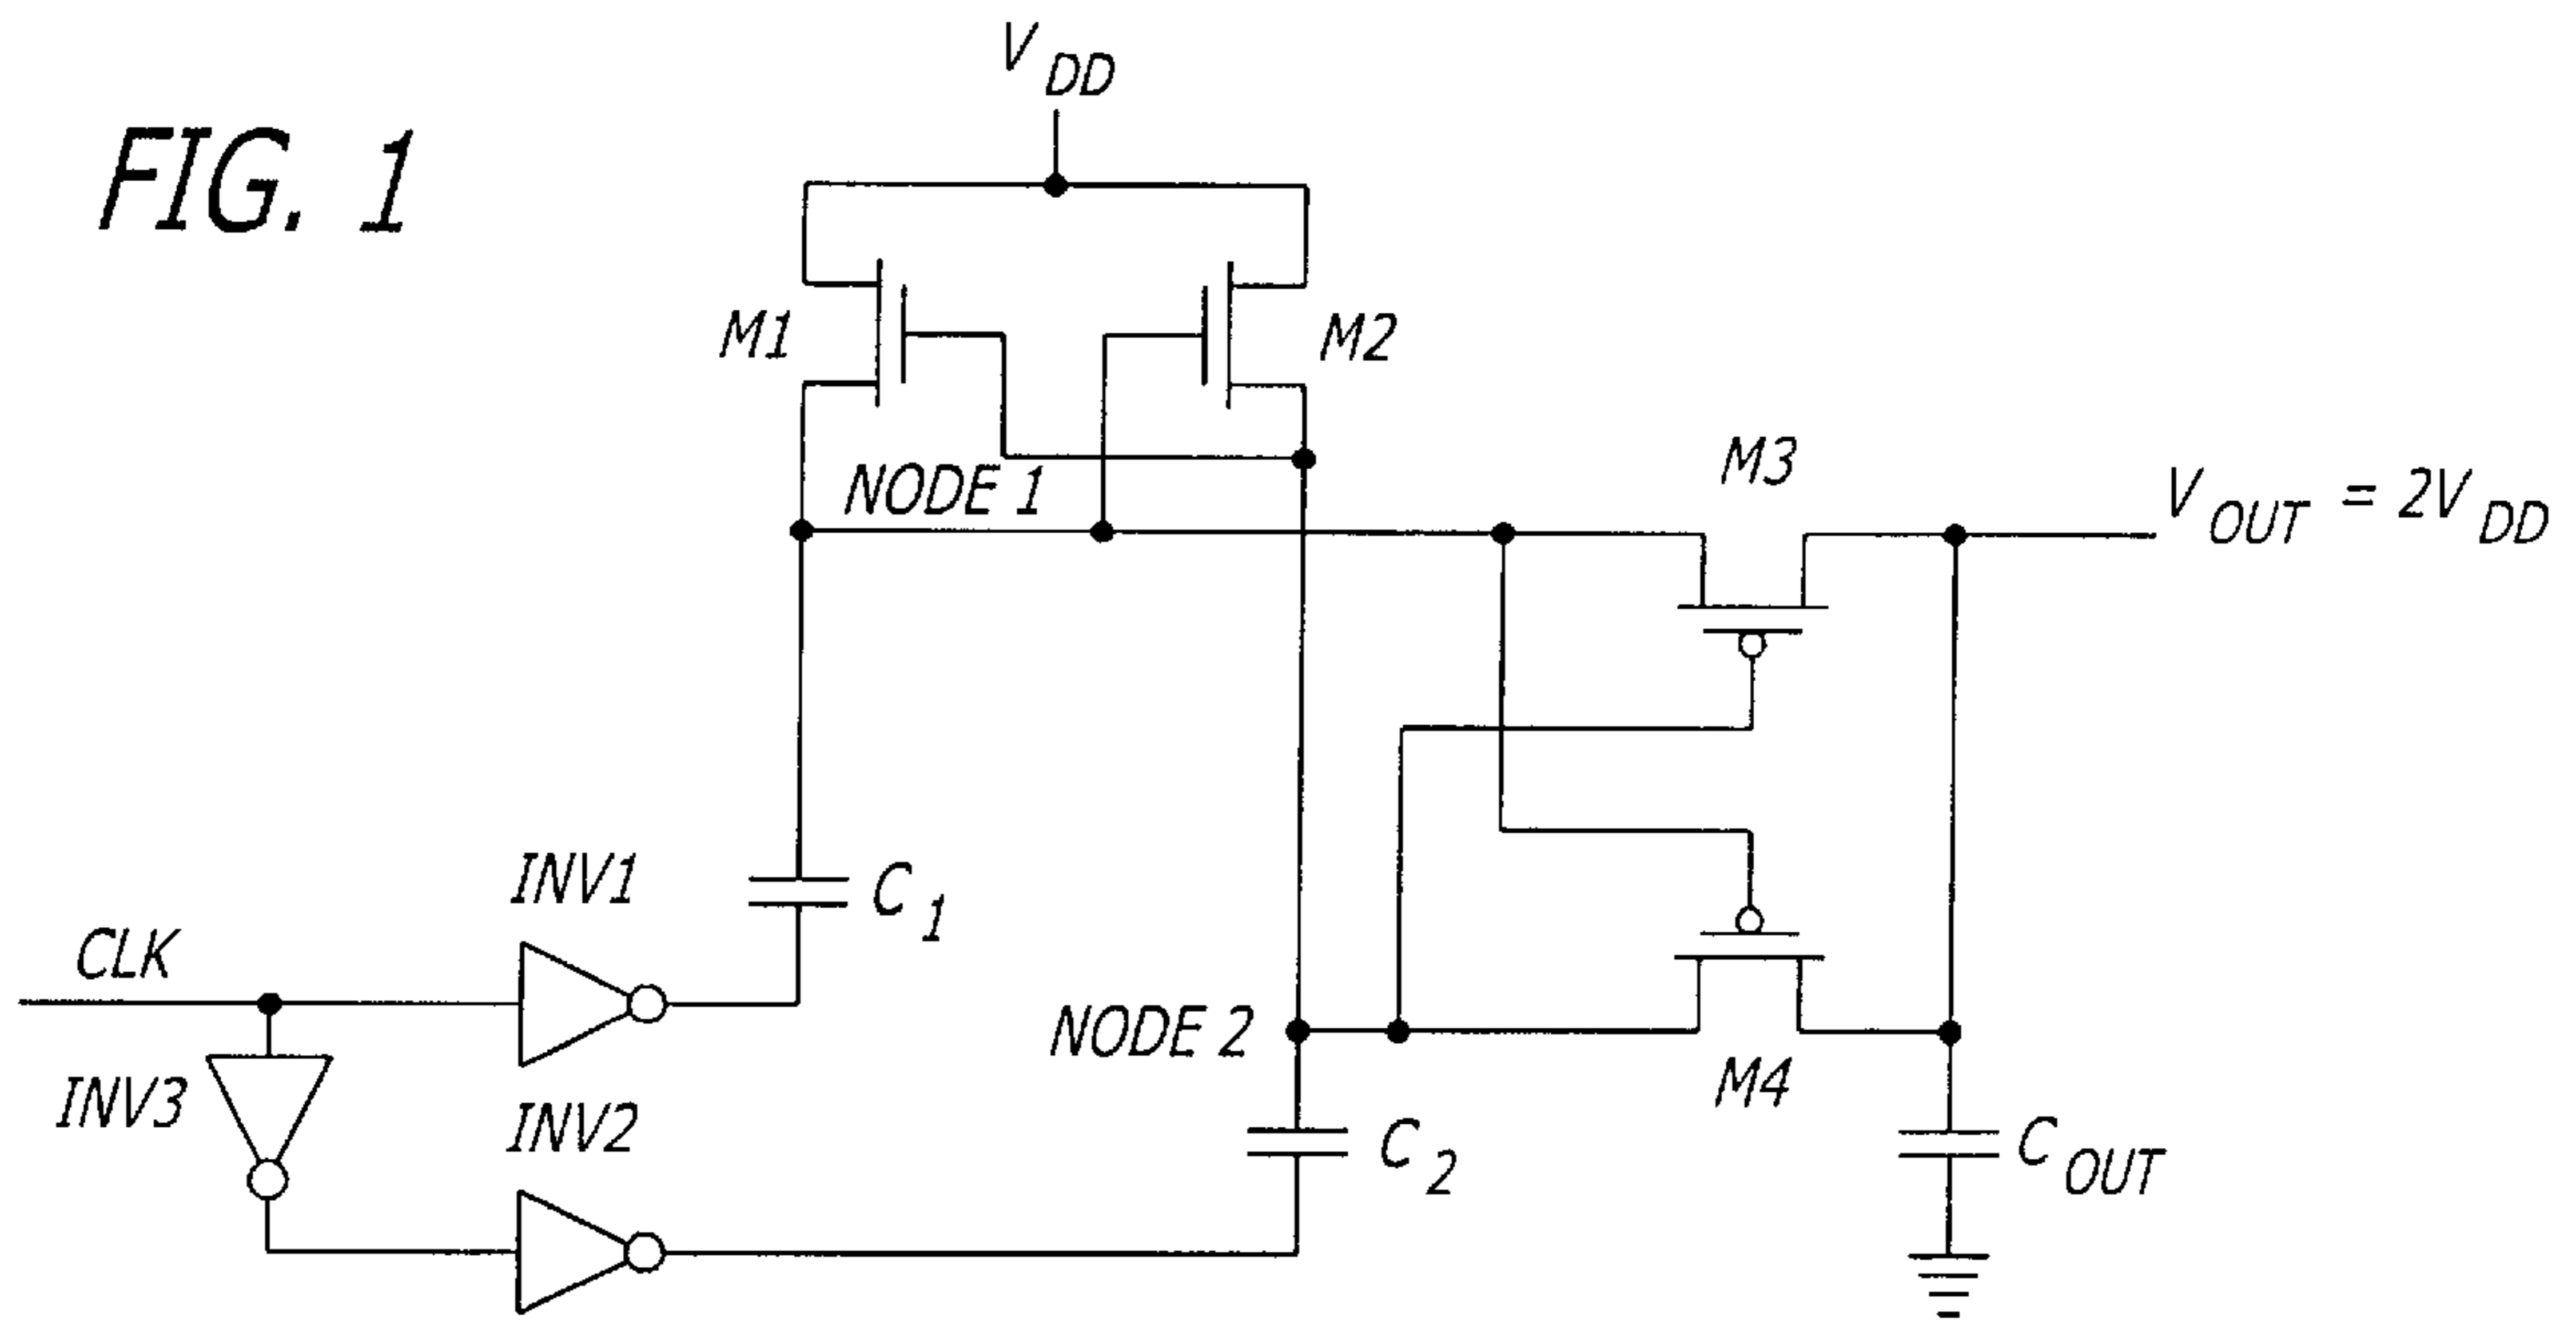 FIG. 1
V DD
M1
M2
NODE 1
M3
V OUT = 2V DD
INV1
C 1
CLK
NODE 2
M4
INV3
INV2
C 2
C OUT